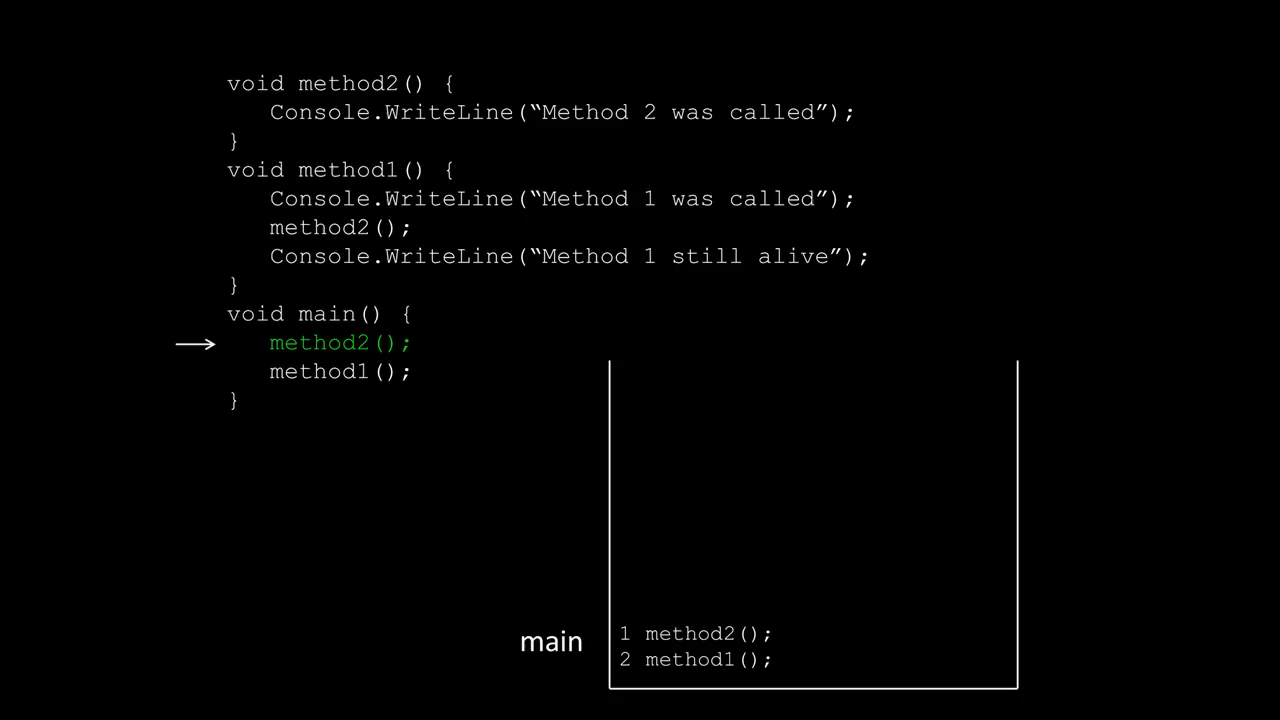 void method2() {
   Console.WriteLine(“Method 2 was called”);
}
void method1() {
   Console.WriteLine(“Method 1 was called”);
   method2();
   Console.WriteLine(“Method 1 still alive”);
}
void main() {
   method2();
   method1();
}
main
1 method2();
2 method1();